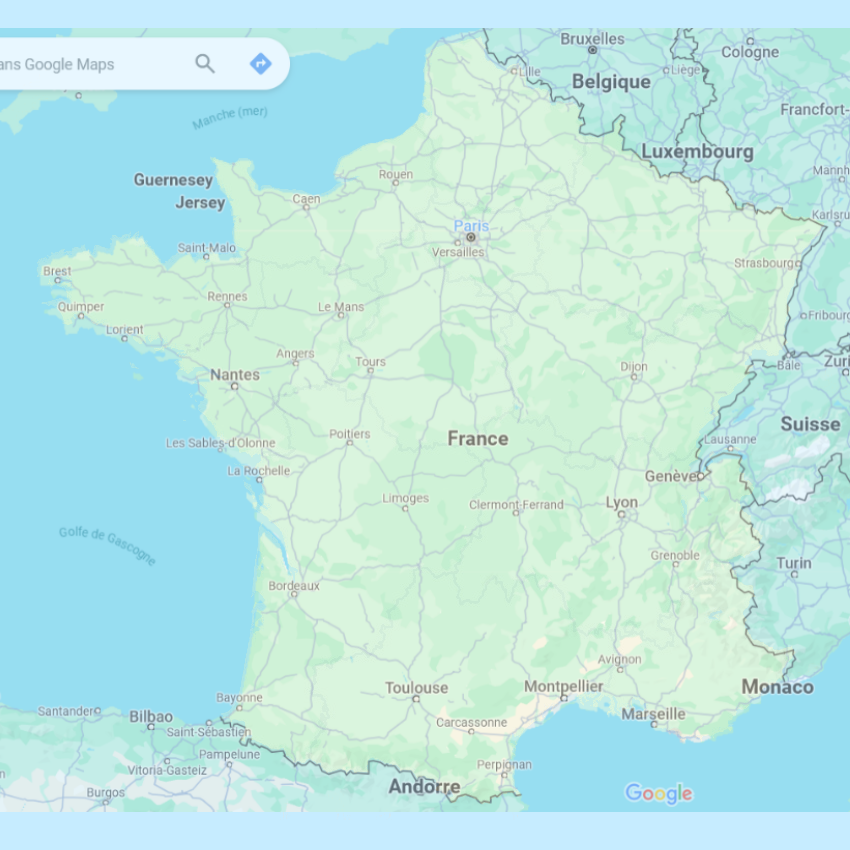 ans Google Maps
Bruxelles
Cologne
Lille
Liège
Belgique
Francfort-
Manche (mer)
Luxembourg
Mannh
Guernesey
Rouen
Jersey
Caen
Karlsru
Paris
Saint-Malo
Versailles
Strasbourg
Brest
Rennes
Quimper
Le Mans
Fribourg
Lorient
Angers
Tours
Dijon
Bâle
Zuri
Nantes
Suisse
Poitiers
France
Lausanne
Les Sables-d'Olonne
La Rochelle
Genève
Limoges
Clermont-Ferrand
Lyon
Golfe de Gascogne
Grenoble
Turin
Bordeaux
Avignon
Toulouse
Montpellier
Monaco
Bayonne
Santander
Bilbao
Carcassonne
Marseille
Saint-Sébastien
Pampelune
Perpignan
Vitoria-Gasteiz
n
Andorre
Burgos
Google